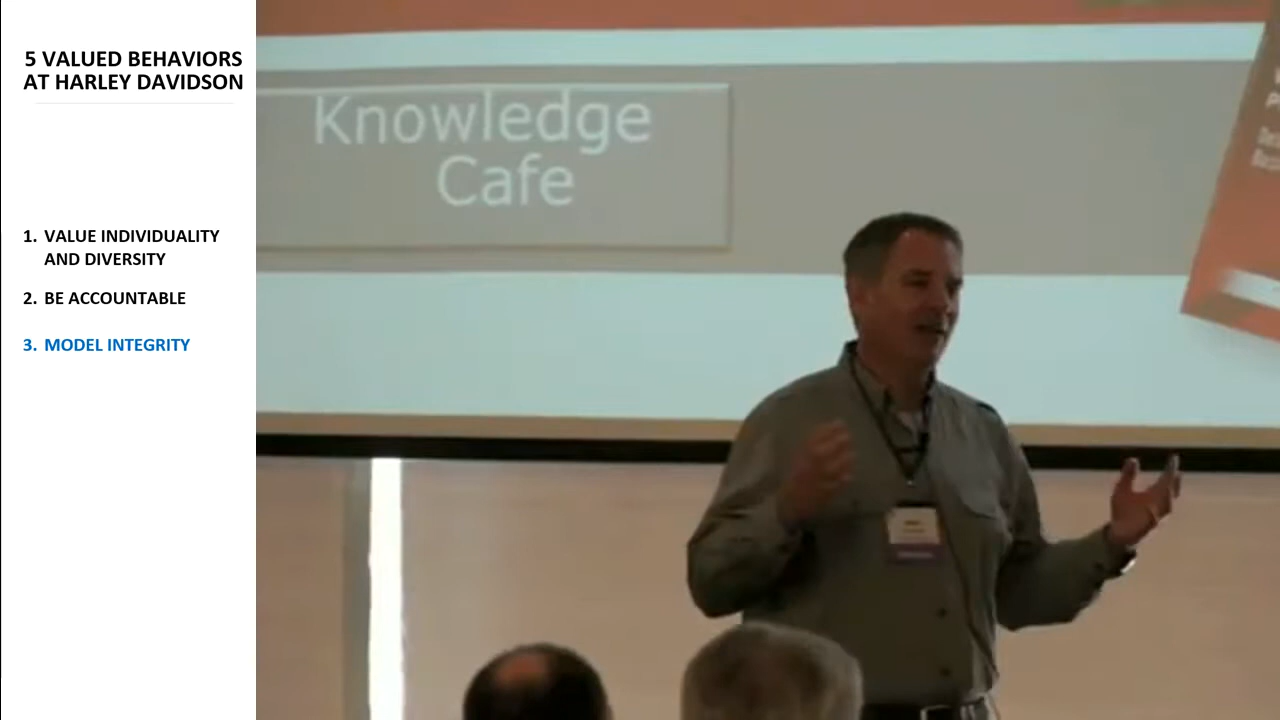 5 VALUED BEHAVIORS
AT HARLEY DAVIDSON
1. VALUE INDIVIDUALITY
AND DIVERSITY
2. BE ACCOUNTABLE
3. MODEL INTEGRITY
Knowledge
Cafe